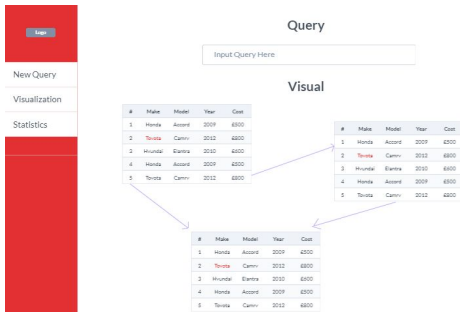 Logo
New Query
Visualization
Statistics
Query
Input Query Here
Visual
# Make Model Year Cost
1 Honda Accord 2009 £500
2 Toyota Camry 2012 £800
3 Hyundai Elantra 2010 £600
4 Honda Accord 2009 £500
5 Toyota Camry 2012 £800
# Make Model Year Cost
1 Honda Accord 2009 £500
2 Toyota Camry 2012 £800
3 Hyundai Elantra 2010 £600
4 Honda Accord 2009 £500
5 Toyota Camry 2012 £800
# Make Model Year Cost
1 Honda Accord 2009 £500
2 Toyota Camry 2012 £800
3 Hyundai Elantra 2010 £600
4 Honda Accord 2009 £500
5 Toyota Camry 2012 £800